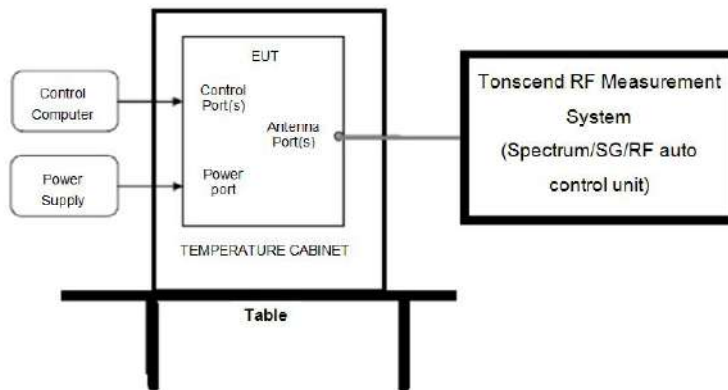 EUT
Control
Computer
Control
Port(s)
Antenna
Port(s)
Power
Supply
Power
port
TEMPERATURE CABINET
Table
Tonscend RF Measurement
System
(Spectrum/SG/RF auto
control unit)